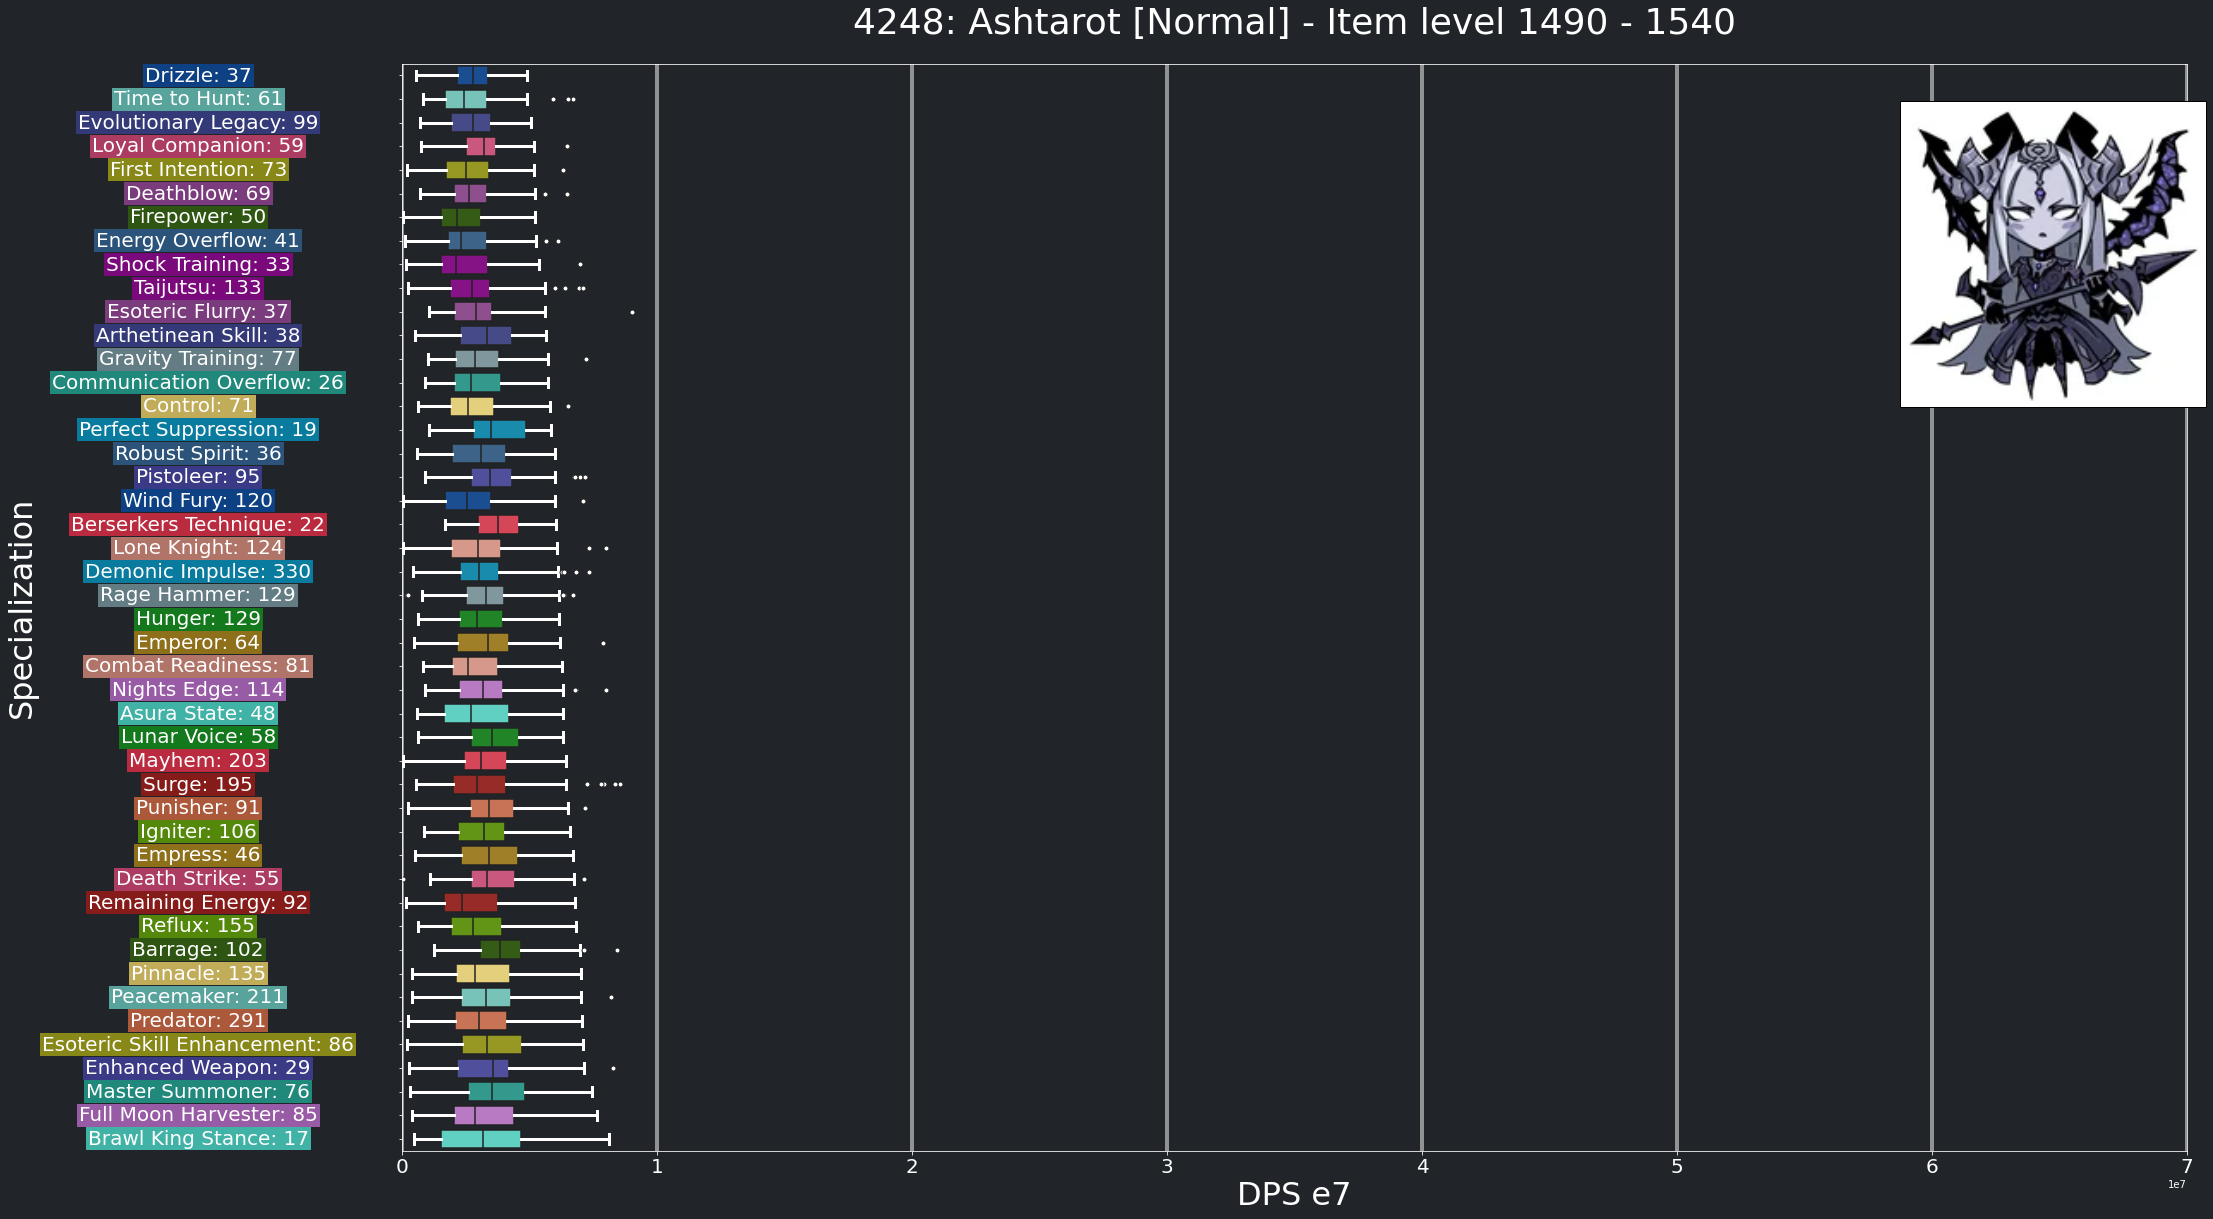 4248: Ashtarot [Normal] - Item level 1490 - 1540
Drizzle: 37
Time to Hunt: 61
Evolutionary Legacy: 99
Loyal Companion: 59
First Intention: 73
Deathblow: 69
Firepower: 50
Energy Overflow: 41
Shock Training: 33
Taijutsu: 133
Esoteric Flurry: 37
Arthetinean Skill: 38
Gravity Training: 77
Communication Overflow: 26
Control: 71
Perfect Suppression: 19
Robust Spirit: 36
Pistoleer: 95
Wind Fury: 120
Berserkers Technique: 22
Lone Knight: 124
Demonic Impulse: 330
Rage Hammer: 129
Hunger: 129
Emperor: 64
Combat Readiness: 81
Nights Edge: 114
Asura State: 48
Lunar Voice: 58
Mayhem: 203
Surge: 195
Punisher: 91
Igniter: 106
Empress: 46
Death Strike: 55
Remaining Energy: 92
Reflux: 155
Barrage: 102
Pinnacle: 135
Peacemaker: 211
Predator: 291
Esoteric Skill Enhancement: 86
Enhanced Weapon: 29
Master Summoner: 76
Full Moon Harvester: 85
Brawl King Stance: 17
Specialization
0 1 2 3 4 5 6 7
1e7
DPS e7